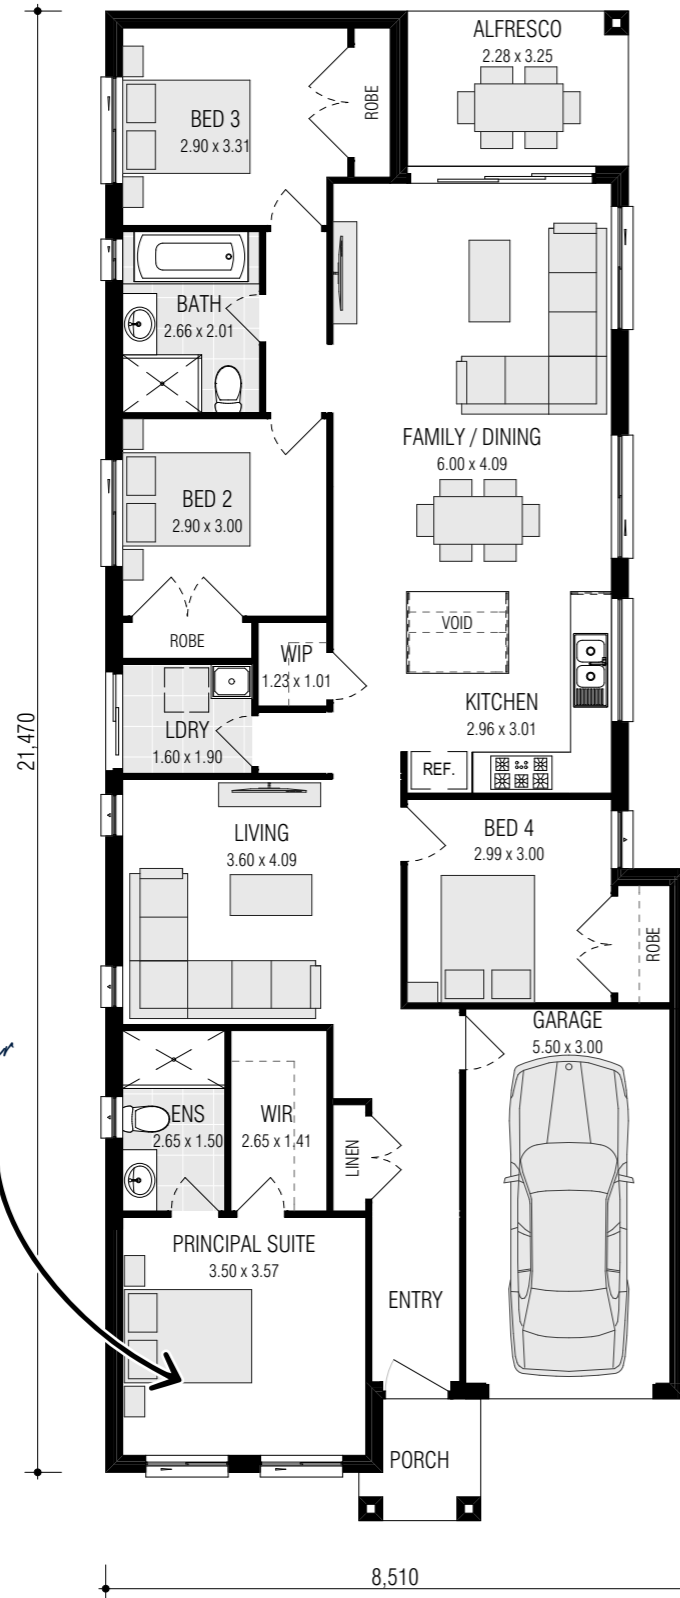 ALFRESCO
2.28 x 3.25
BED 3
2.90 x 3.31
ROBE
BATH
2.66 x 2.01
FAMILY / DINING
6.00 x 4.09
BED 2
2.90 x 3.00
ROBE
VOID
WIP
1.23 x 1.01
KITCHEN
2.96 x 3.01
LDRY
1.60 x 1.90
REF.
21,470
LIVING
3.60 x 4.09
BED 4
2.99 x 3.00
ROBE
GARAGE
5.50 x 3.00
ENS
2.65 x 1.50
WIR
2.65 x 1.41
LINEN
PRINCIPAL SUITE
3.50 x 3.57
ENTRY
PORCH
8,510